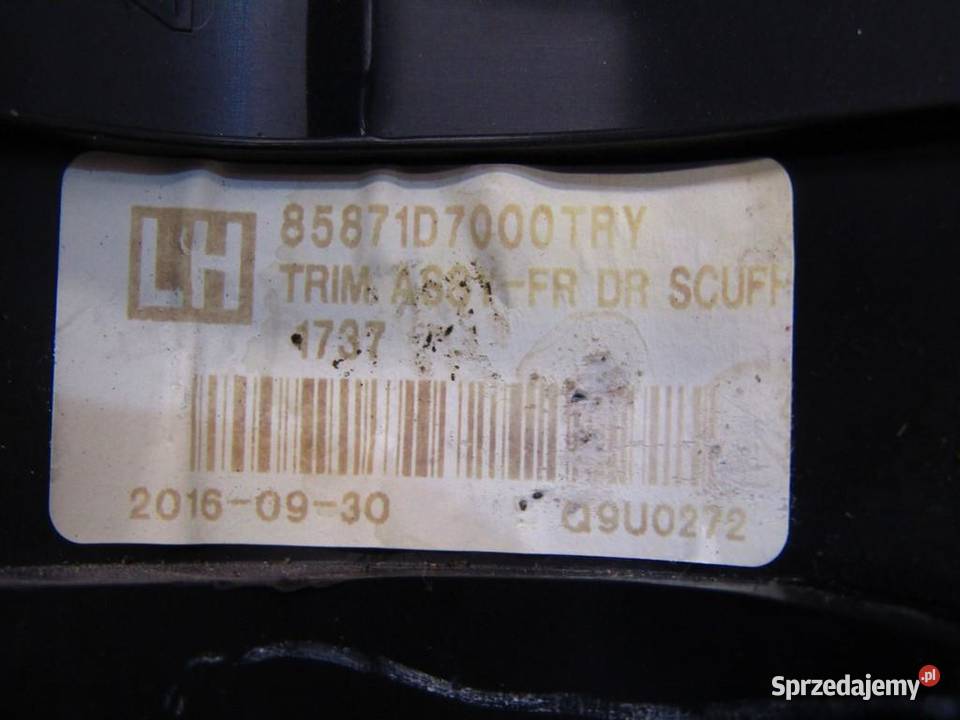 LH
85871D7000TRY
TRIM ASSY-FR DR SCUFF
1737
2016-09-30
Q9U0272
Sprzedajemy.pl